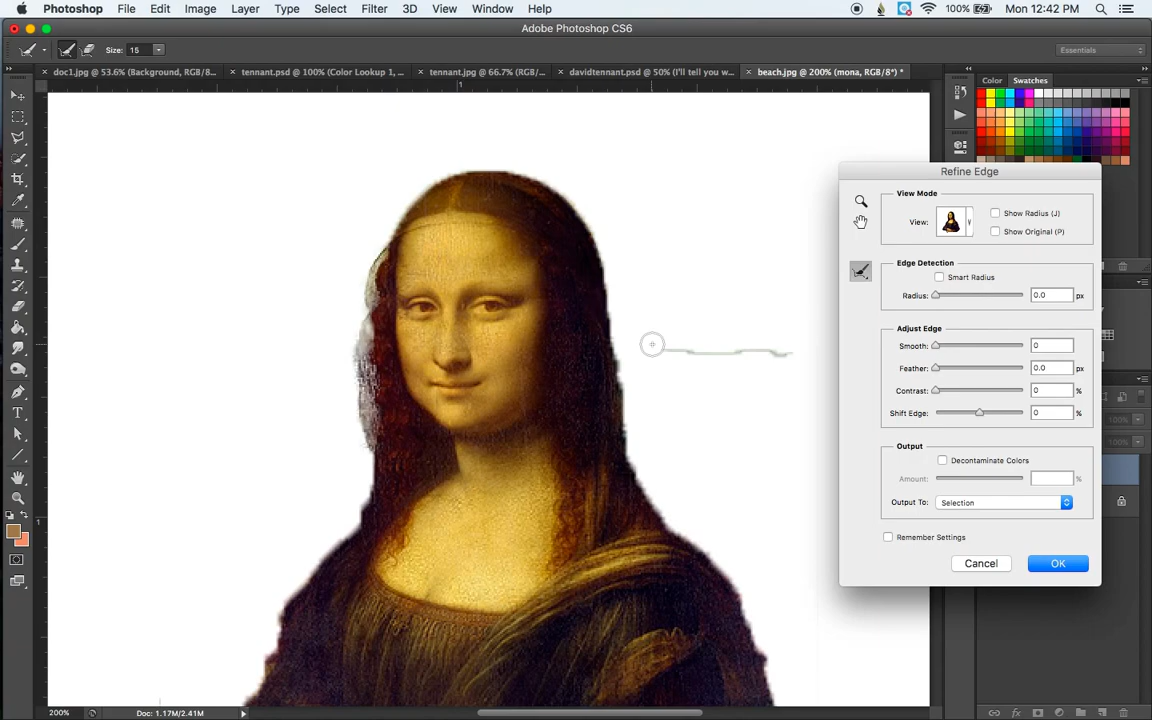 Photoshop File Edit Image Layer Type Select Filter 3D View Window Help 100% Mon 12:42 PM
Adobe Photoshop CS6
Size: 15 Essentials
doc1.jpg @ 53.6% (Background, RGB/8... tennant.psd @ 100% (Color Lookup 1, ... tennant.jpg @ 66.7% (RGB/... davidtennant.psd @ 50% (I'll tell you w... beach.jpg @ 200% (mona, RGB/8*) *
Color Swatches
1
Refine Edge
View Mode
View: Show Radius (J)
Show Original (P)
Edge Detection
Smart Radius
Radius: 0.0 px
Adjust Edge
Smooth: 0
Feather: 0.0 px
Contrast: 0 %
Shift Edge: 0 %
Output
Decontaminate Colors
Amount: %
Output To: Selection
Remember Settings
Cancel OK
100%
100%
1
200% Doc: 1.17M/2.41M